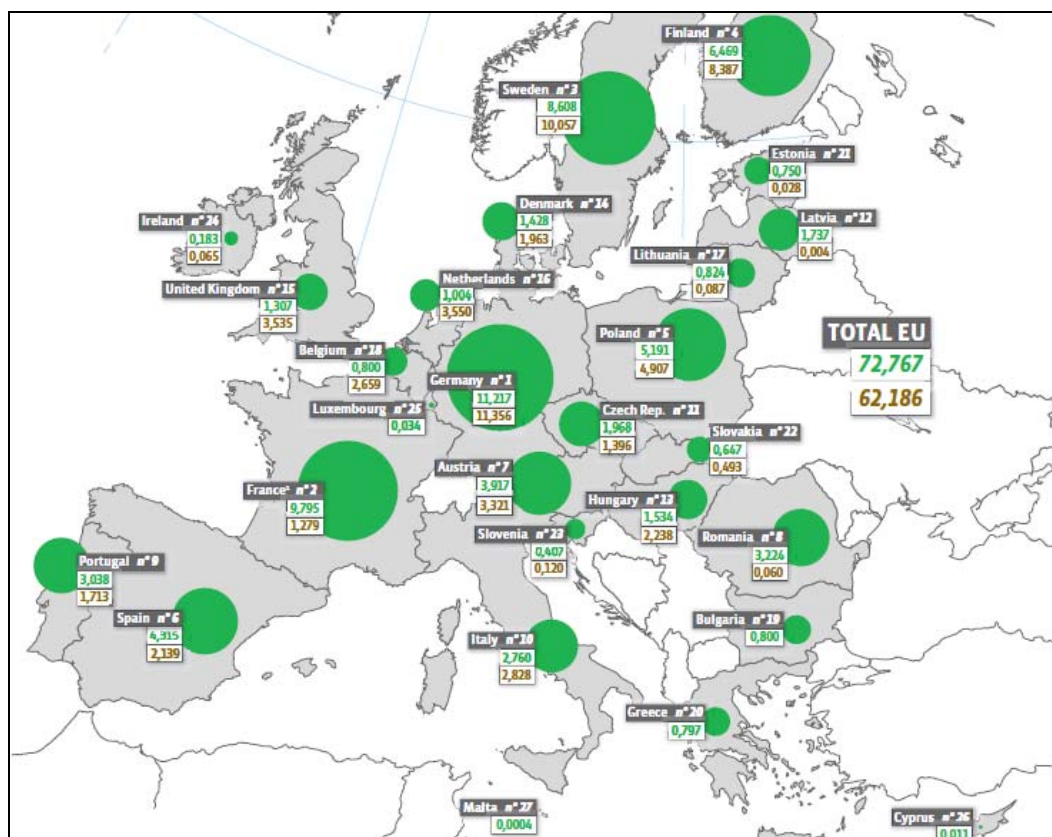 Finland n°4
6,469
8,387
Sweden n°3
8,608
10,057
Estonia n°21
0,750
0,028
Ireland n°24
0,183
0,065
Denmark n°14
1,428
1,963
Latvia n°12
1,737
0,004
Lithuania n°17
0,824
0,087
United Kingdom n°15
1,307
3,535
Netherlands n°16
1,004
3,550
Poland n°5
5,191
4,907
TOTAL EU
72,767
62,186
Belgium n°18
0,800
2,659
Germany n°1
11,217
11,356
Luxembourg n°25
0,034
Czech Rep. n°11
1,968
1,396
Slovakia n°22
0,647
0,493
Austria n°7
3,917
3,321
France¹ n°2
9,795
1,279
Hungary n°13
1,534
2,238
Slovenia n°23
0,407
0,120
Romania n°8
3,224
0,060
Portugal n°9
3,038
1,713
Spain n°6
4,315
2,139
Bulgaria n°19
0,800
Italy n°10
2,760
2,828
Greece n°20
0,797
Malta n°27
0,0004
Cyprus n°26
0,011